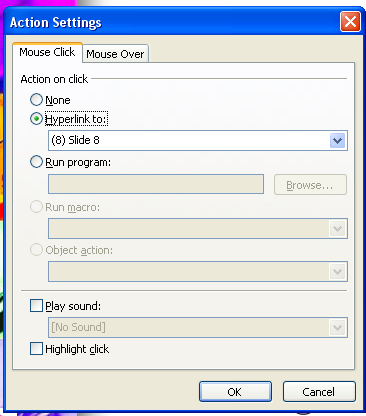 Action Settings
Mouse Click Mouse Over
Action on click
None
Hyperlink to:
(8) Slide 8
Run program:
Browse...
Run macro:
Object action:
Play sound:
[No Sound]
Highlight click
OK Cancel